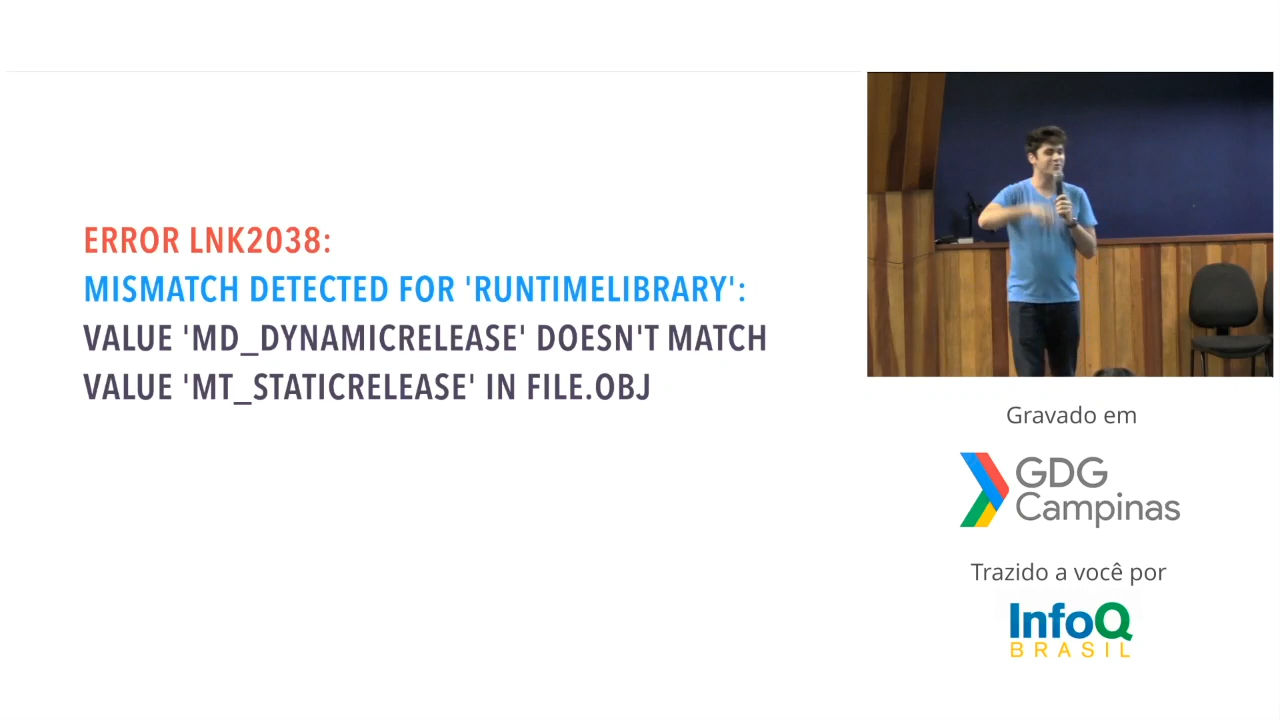 ERROR LNK2038:
MISMATCH DETECTED FOR 'RUNTIMELIBRARY':
VALUE 'MD_DYNAMICRELEASE' DOESN'T MATCH
VALUE 'MT_STATICRELEASE' IN FILE.OBJ
Gravado em
GDG
Campinas
Trazido a você por
InfoQ
BRASIL